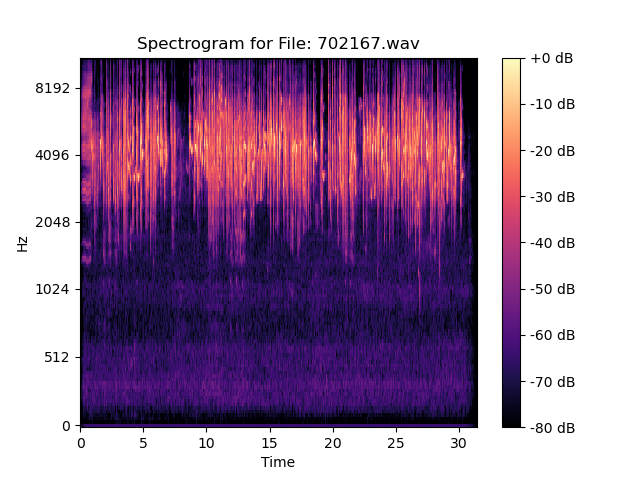 Spectrogram for File: 702167.wav
+0 dB
-10 dB
-20 dB
-30 dB
-40 dB
-50 dB
-60 dB
-70 dB
-80 dB
8192
4096
2048
1024
512
0
Hz
0 5 10 15 20 25 30
Time